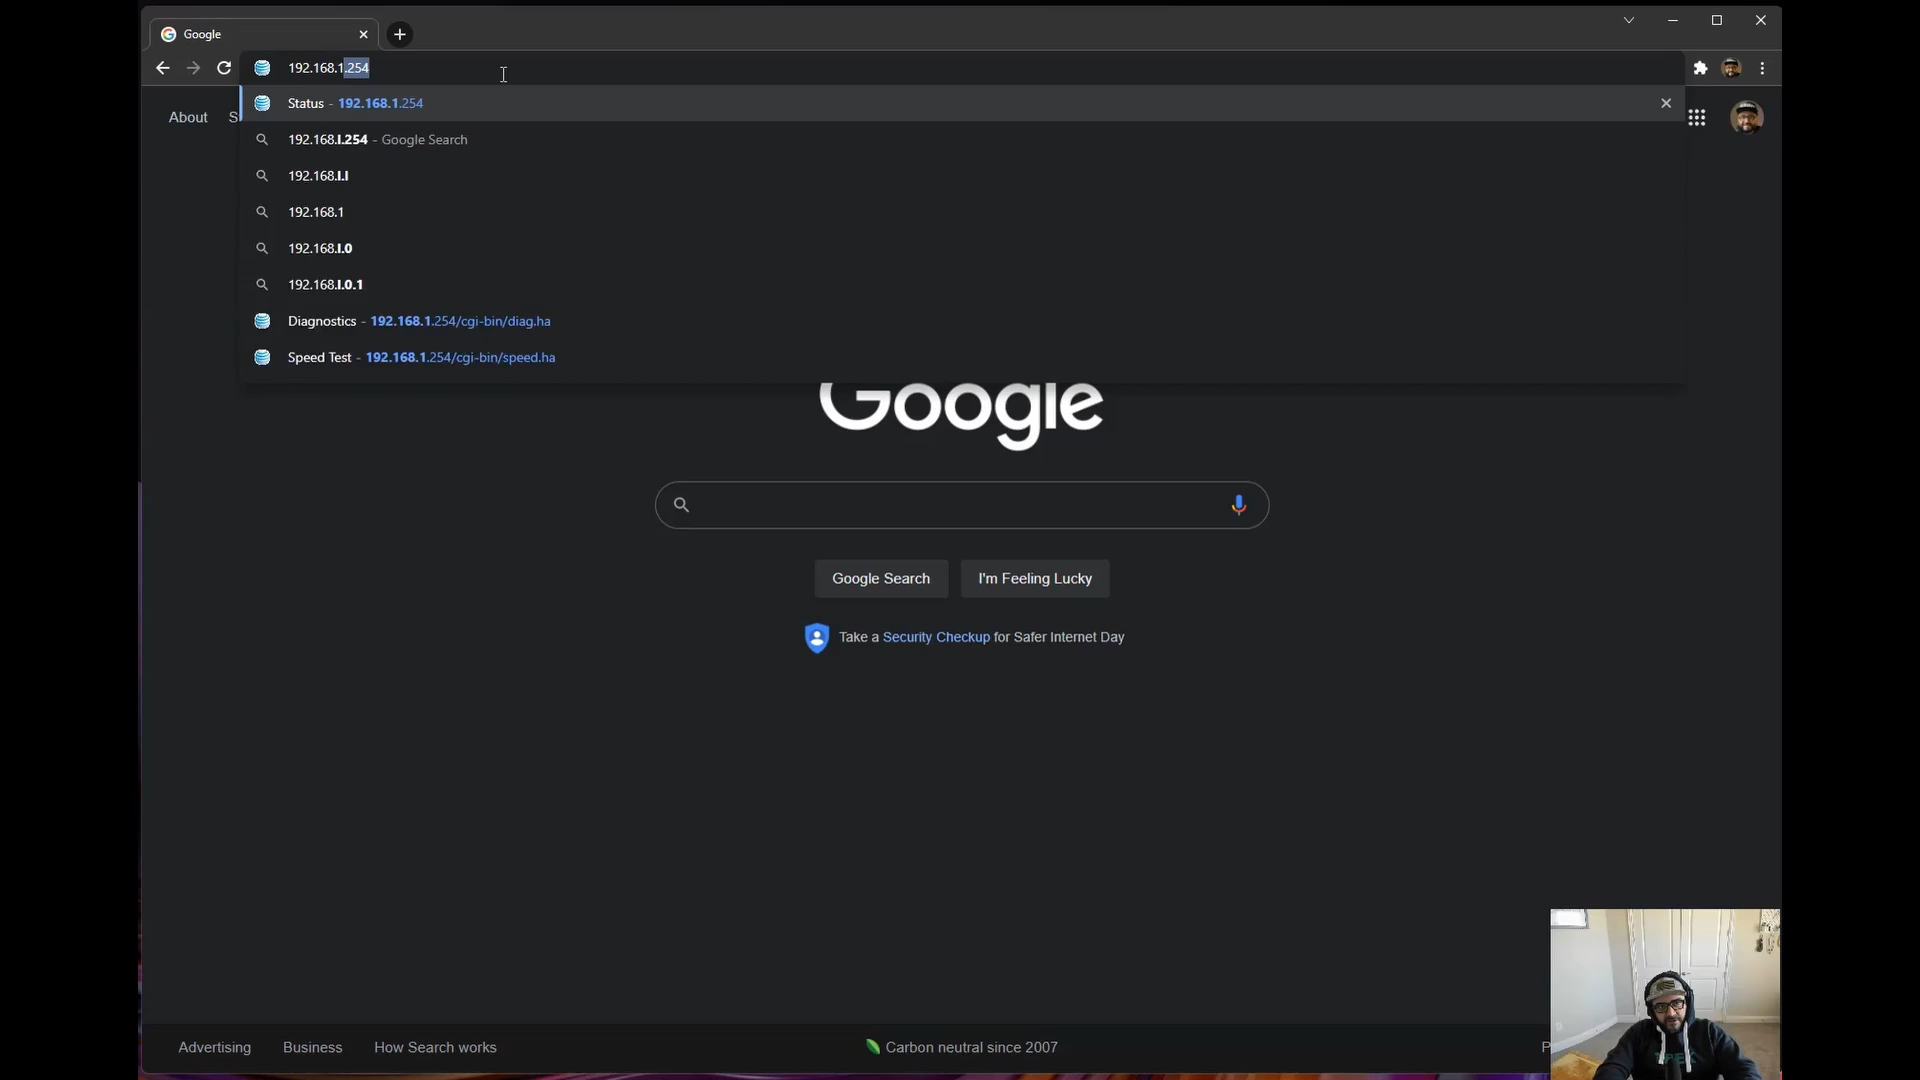 Google
192.168.1.254
Status - 192.168.1.254
192.168.l.254 - Google Search
192.168.l.l
192.168.1
192.168.l.0
192.168.l.0.1
Diagnostics - 192.168.1.254/cgi-bin/diag.ha
Speed Test - 192.168.1.254/cgi-bin/speed.ha
About S
Google
Google Search
I'm Feeling Lucky
Take a Security Checkup for Safer Internet Day
Advertising
Business
How Search works
Carbon neutral since 2007
P